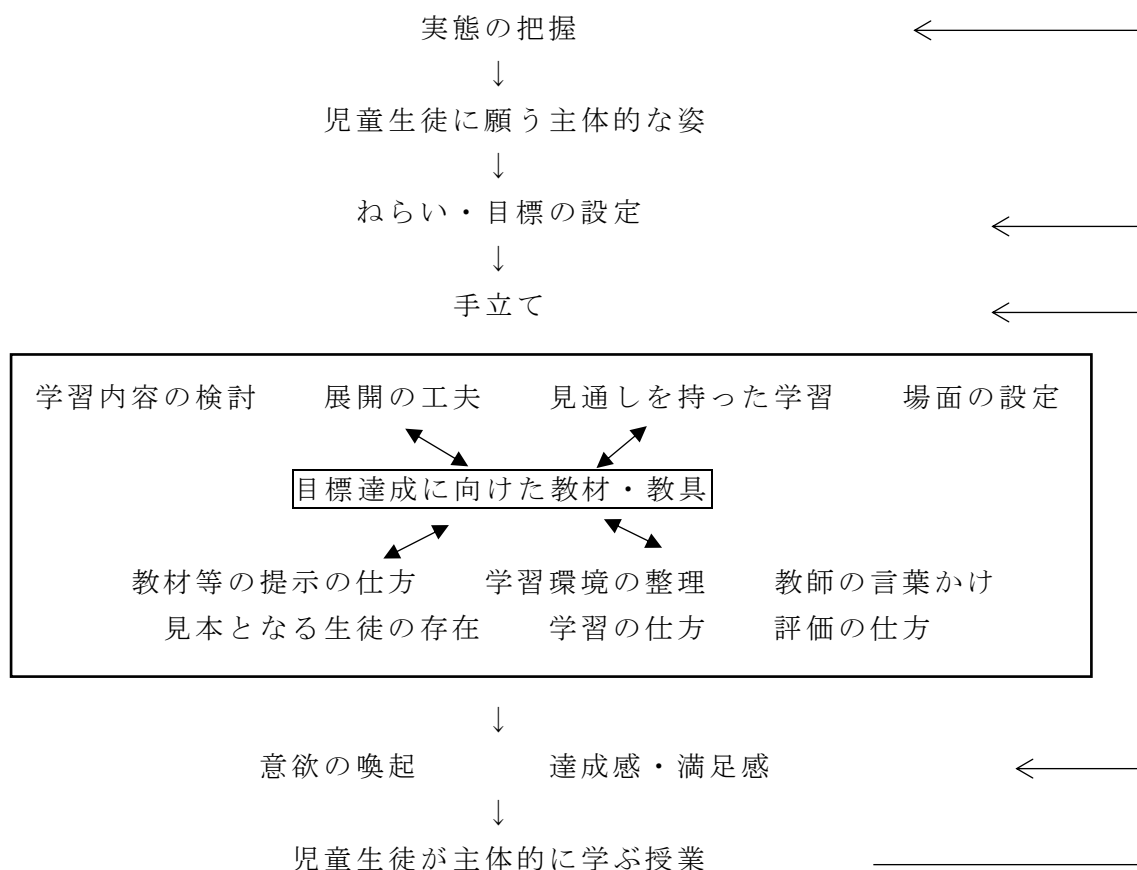 実態の把握
↓
児童生徒に願う主体的な姿
↓
ねらい・目標の設定
↓
手立て
学習内容の検討 展開の工夫 見通しを持った学習 場面の設定
目標達成に向けた教材・教具
教材等の提示の仕方 学習環境の整理 教師の言葉かけ
見本となる生徒の存在 学習の仕方 評価の仕方
↓
意欲の喚起 達成感・満足感
↓
児童生徒が主体的に学ぶ授業